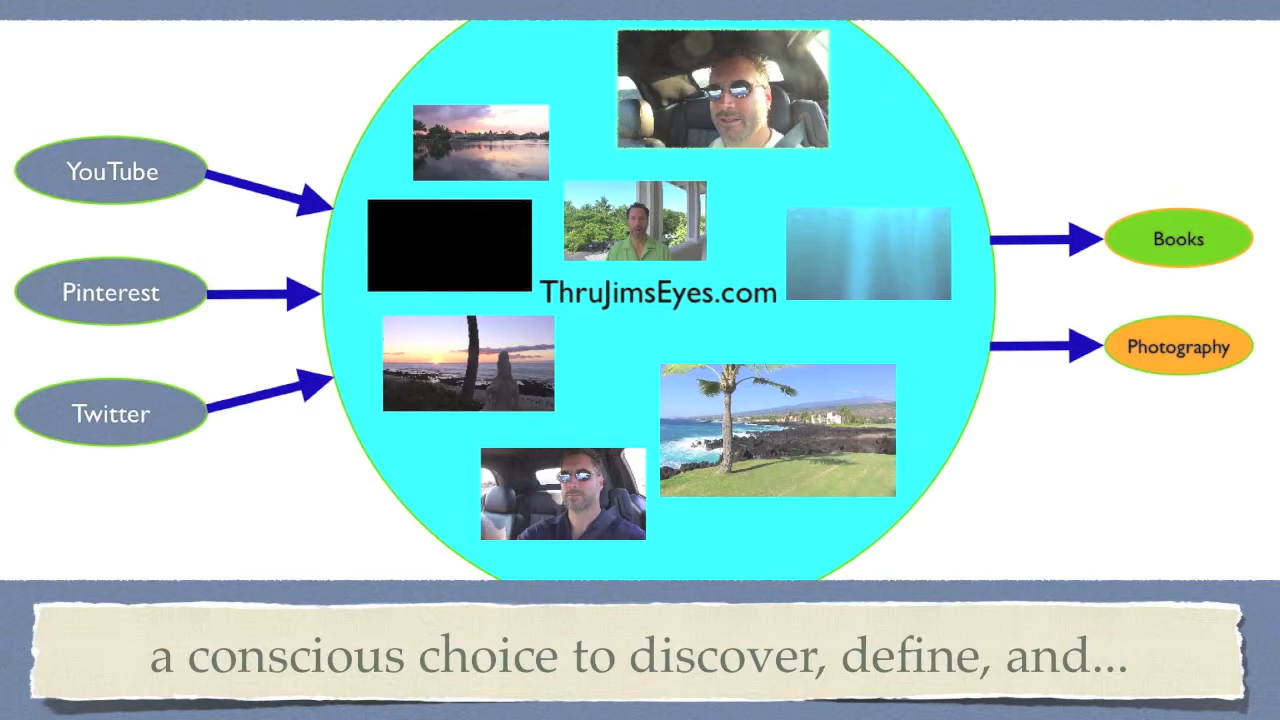 YouTube
Pinterest
Twitter
ThruJimsEyes.com
Books
Photography
a conscious choice to discover, define, and...